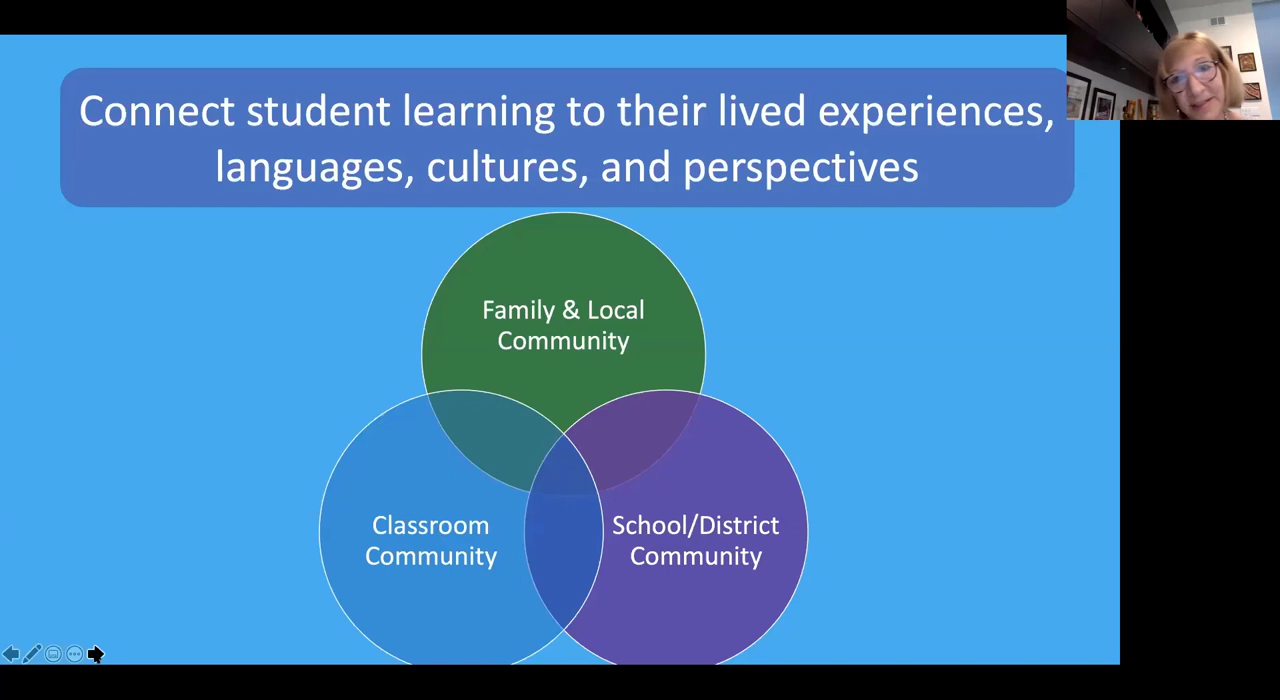 Connect student learning to their lived experiences,
languages, cultures, and perspectives
Family & Local
Community
Classroom
Community
School/District
Community